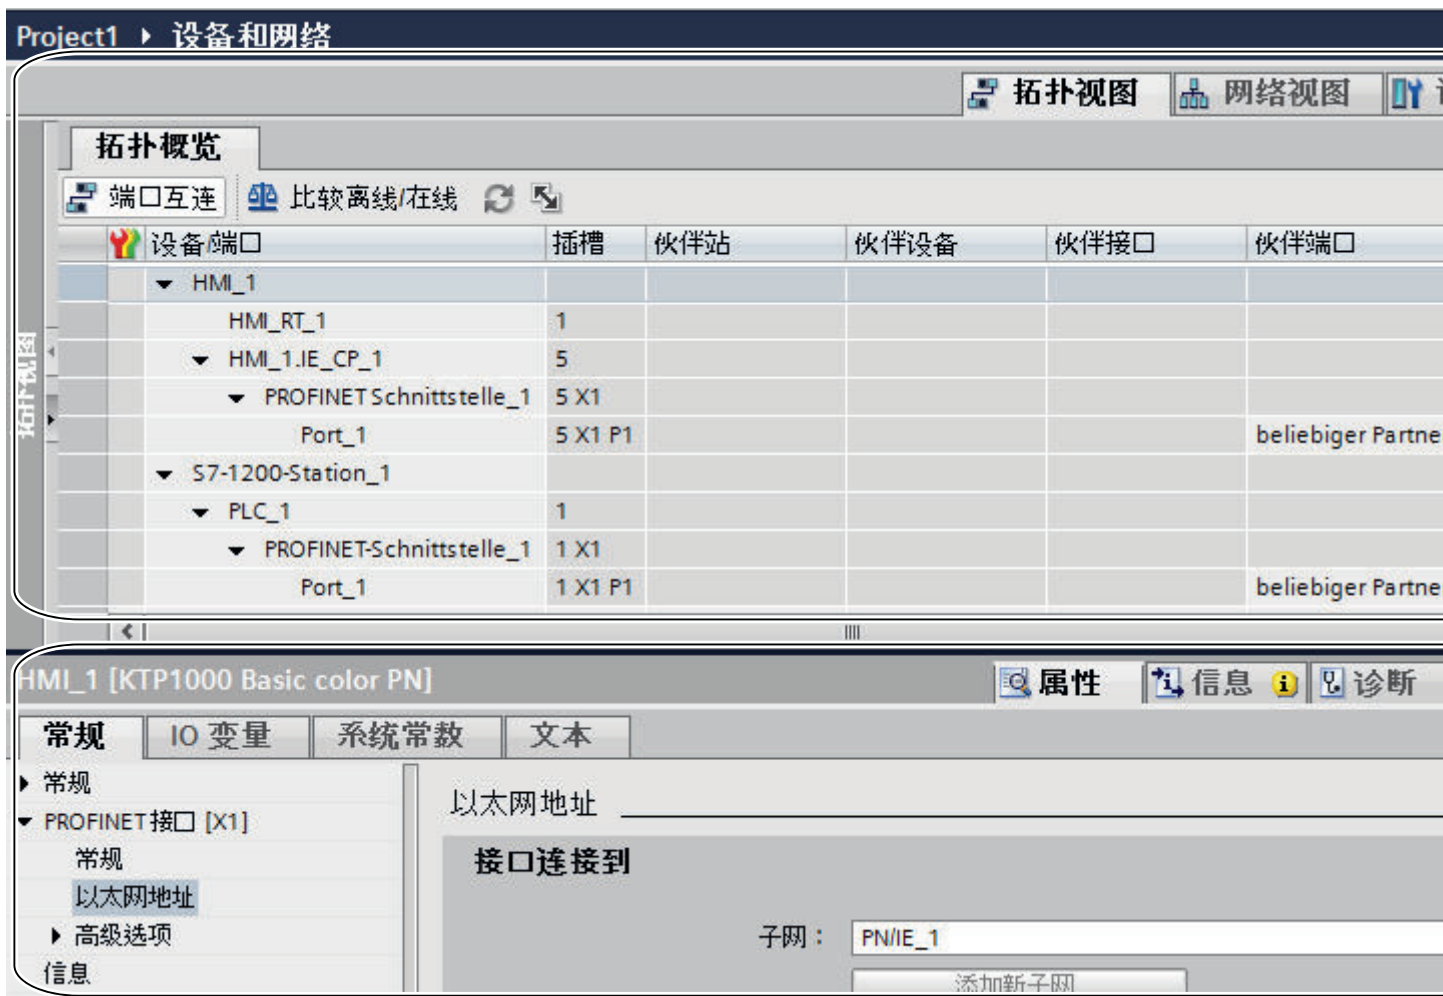 Project1 ▸ 设备和网络
拓扑视图 网络视图
拓扑概览
端口互连 比较离线/在线
设备/端口 插槽 伙伴站 伙伴设备 伙伴接口 伙伴端口
HMI_1
HMI_RT_1 1
HMI_1.IE_CP_1 5
PROFINET Schnittstelle_1 5 X1
Port_1 5 X1 P1 beliebiger Partne
S7-1200-Station_1
PLC_1 1
PROFINET-Schnittstelle_1 1 X1
Port_1 1 X1 P1 beliebiger Partne
拓扑视图
HMI_1 [KTP1000 Basic color PN] 属性 信息 诊断
常规 IO 变量 系统常数 文本
常规
PROFINET接口 [X1]
常规
以太网地址
高级选项
信息
以太网地址
接口连接到
子网： PN/IE_1
添加新子网